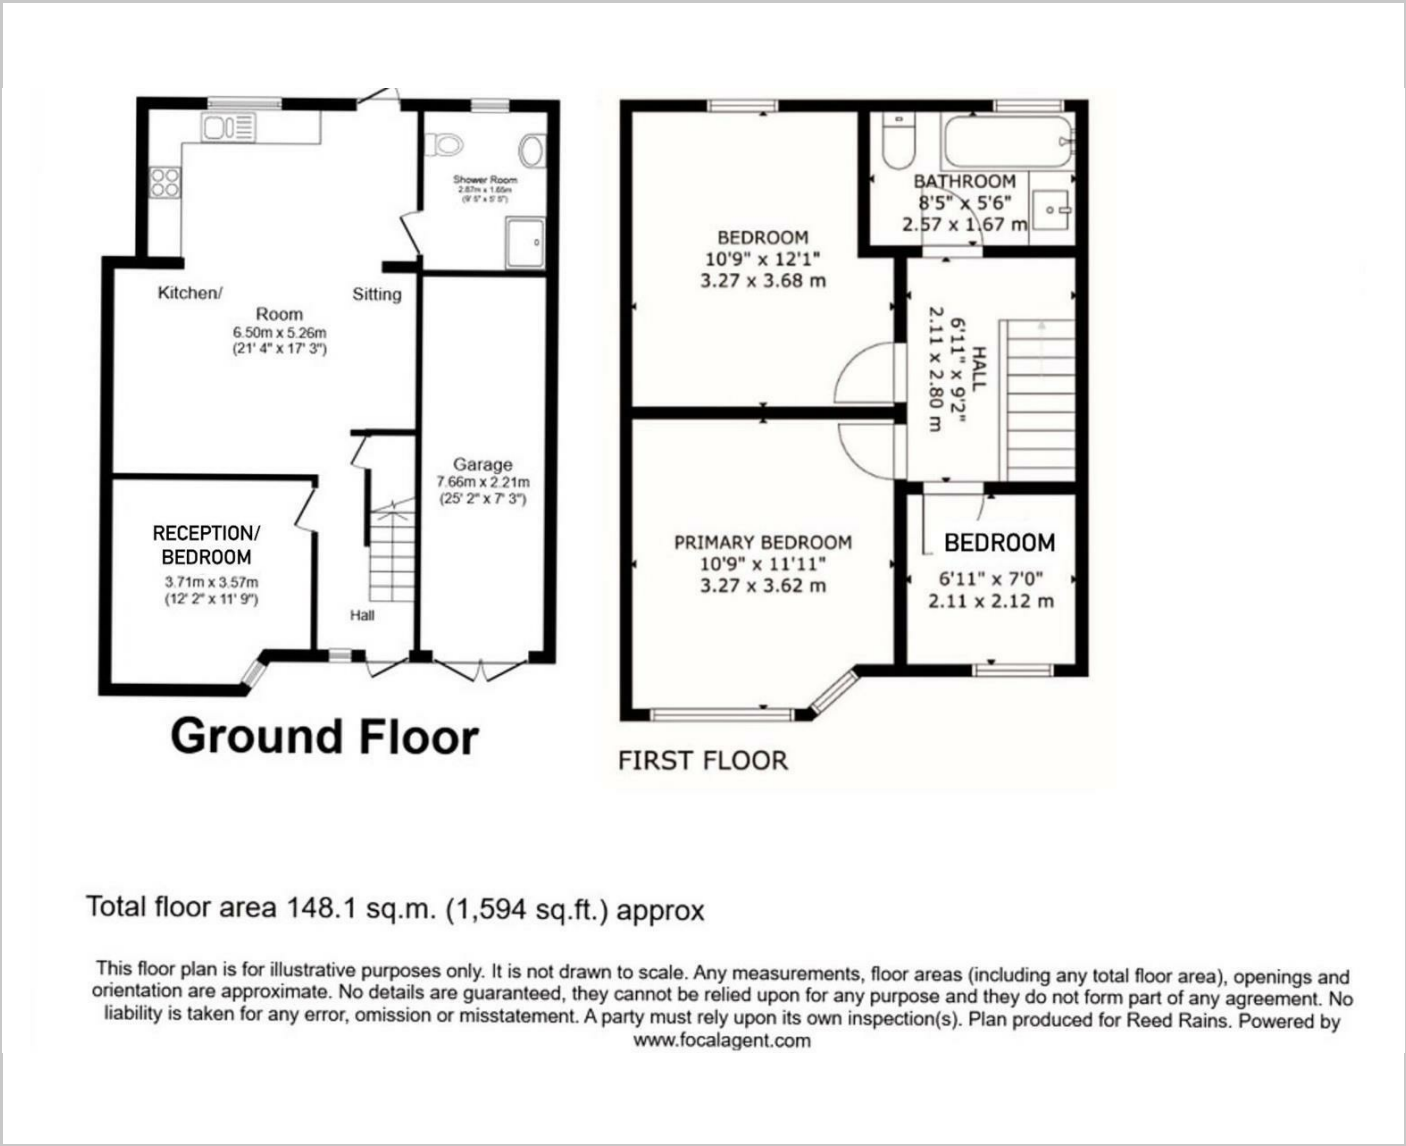 Shower Room
2.87m x 1.65m
(9' 5" x 5' 5")
Kitchen/ Sitting
Room
6.50m x 5.26m
(21' 4" x 17' 3")
Garage
7.66m x 2.21m
(25' 2" x 7' 3")
RECEPTION/
BEDROOM
3.71m x 3.57m
(12' 2" x 11' 9")
Hall
Ground Floor
BATHROOM
8'5" x 5'6"
2.57 x 1.67 m
BEDROOM
10'9" x 12'1"
3.27 x 3.68 m
HALL
6'11" x 9'2"
2.11 x 2.80 m
PRIMARY BEDROOM
10'9" x 11'11"
3.27 x 3.62 m
BEDROOM
6'11" x 7'0"
2.11 x 2.12 m
FIRST FLOOR
Total floor area 148.1 sq.m. (1,594 sq.ft.) approx
This floor plan is for illustrative purposes only. It is not drawn to scale. Any measurements, floor areas (including any total floor area), openings and
orientation are approximate. No details are guaranteed, they cannot be relied upon for any purpose and they do not form part of any agreement. No
liability is taken for any error, omission or misstatement. A party must rely upon its own inspection(s). Plan produced for Reed Rains. Powered by
www.focalagent.com